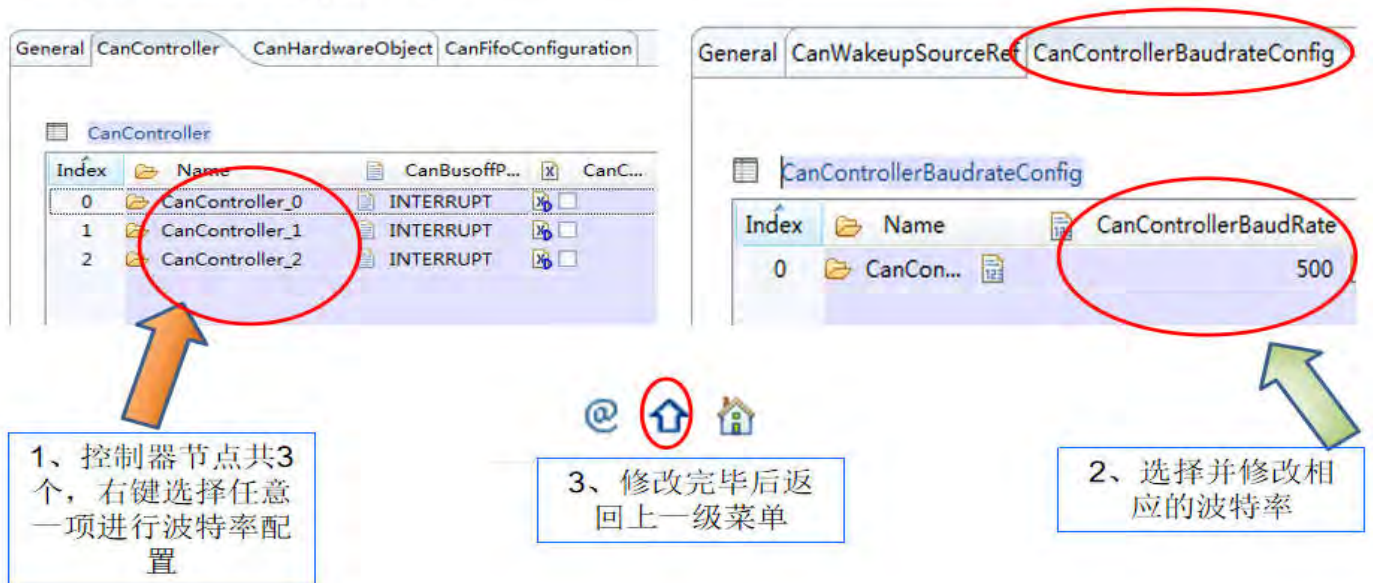 General CanController CanHardwareObject CanFifoConfiguration
CanController
Index Name CanBusoffP... CanC...
0 CanController_0 INTERRUPT
1 CanController_1 INTERRUPT
2 CanController_2 INTERRUPT
General CanWakeupSourceRef CanControllerBaudrateConfig
CanControllerBaudrateConfig
Index Name CanControllerBaudRate
0 CanCon... 500
1、控制器节点共3
个，右键选择任意
一项进行波特率配
置
3、修改完毕后返
回上一级菜单
2、选择并修改相
应的波特率